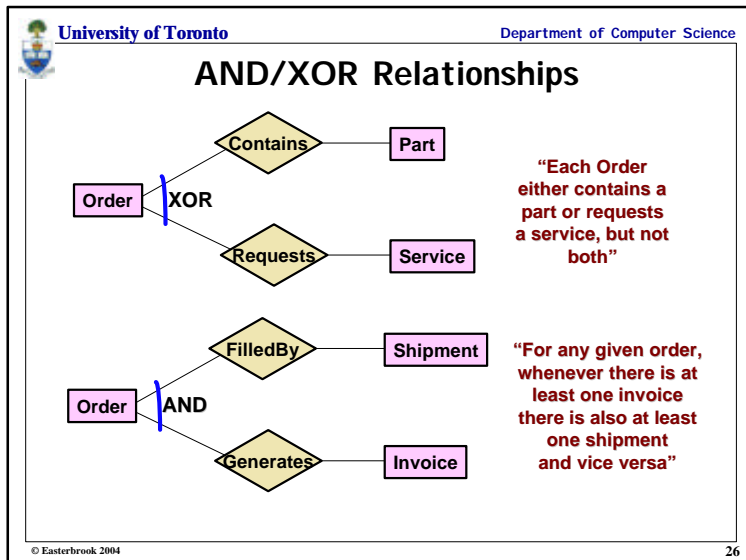 University of Toronto
Department of Computer Science
AND/XOR Relationships
Contains
Part
Order
XOR
Requests
Service
“Each Order
either contains a
part or requests
a service, but not
both”
FilledBy
Shipment
Order
AND
Generates
Invoice
“For any given order,
whenever there is at
least one invoice
there is also at least
one shipment
and vice versa”
© Easterbrook 2004
26